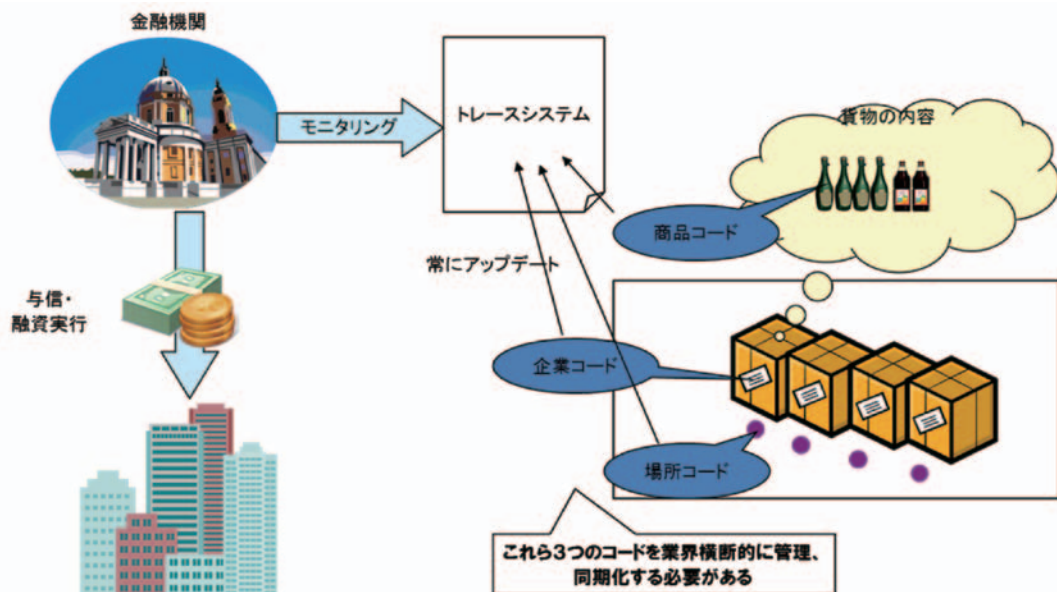 金融機関
モニタリング
トレースシステム
貨物の内容
商品コード
常にアップデート
与信・
融資実行
企業コード
場所コード
これら3つのコードを業界横断的に管理、
同期化する必要がある